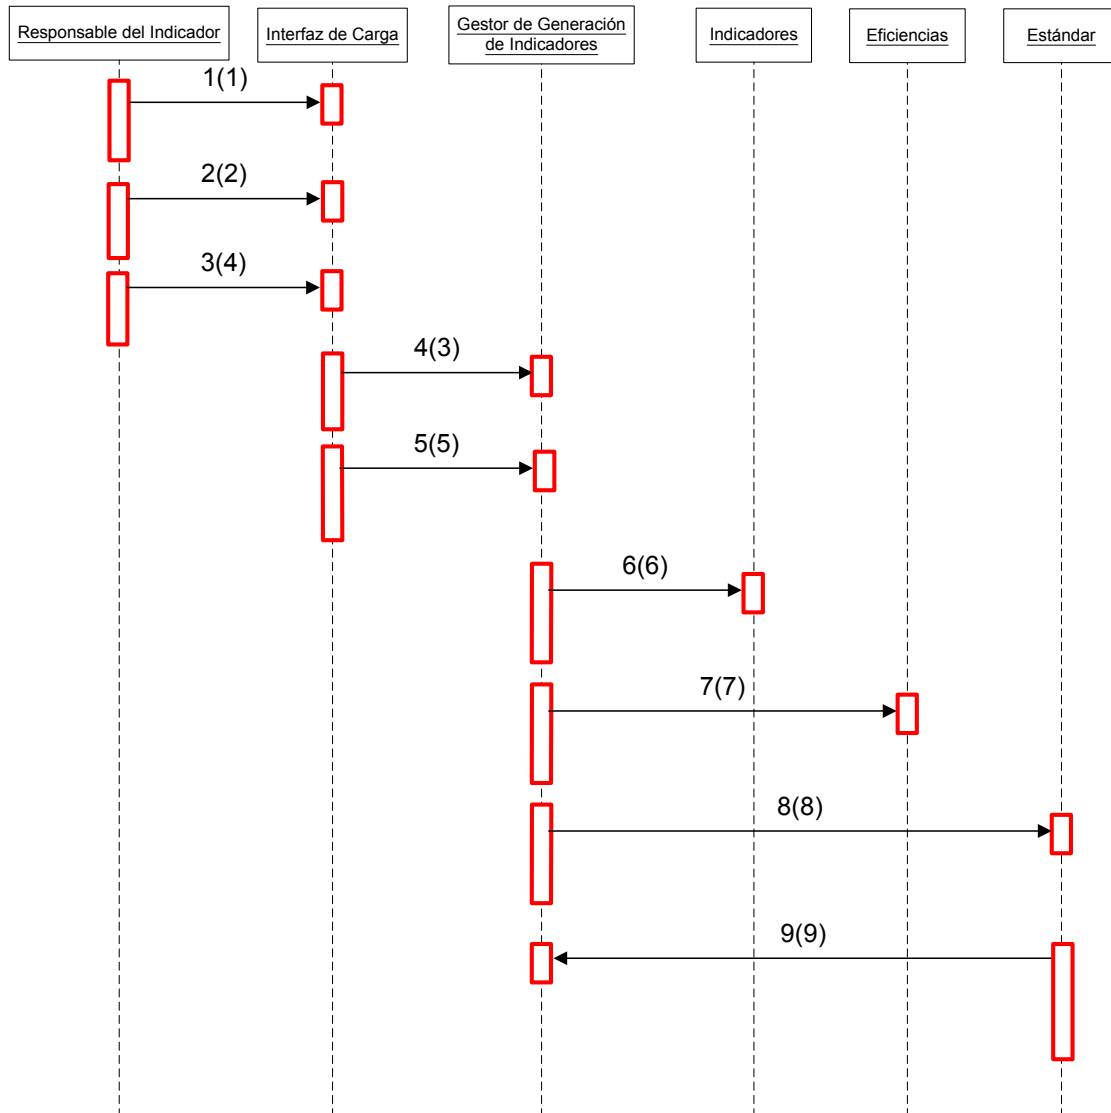 Responsable del Indicador
Interfaz de Carga
Gestor de Generación
de Indicadores
Indicadores
Eficiencias
Estándar
1(1)
2(2)
3(4)
4(3)
5(5)
6(6)
7(7)
8(8)
9(9)